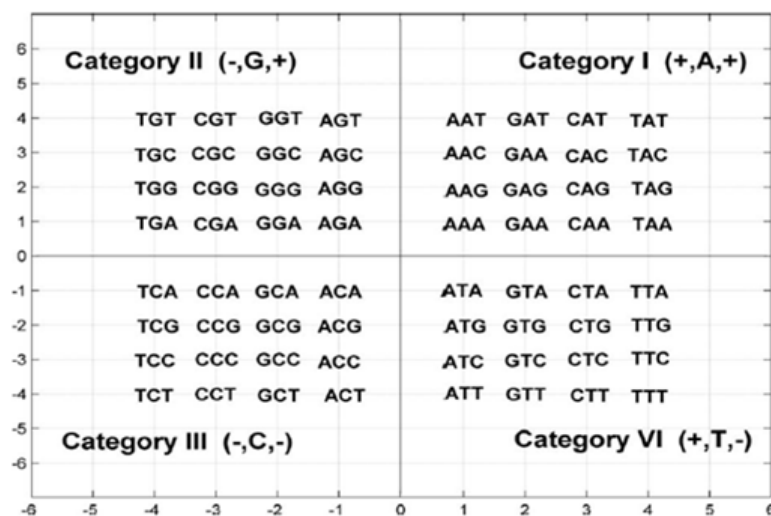 6 Category II (-,G,+) Category I (+,A,+)
5
4 TGT CGT GGT AGT AAT GAT CAT TAT
3 TGC CGC GGC AGC AAC GAA CAC TAC
2 TGG CGG GGG AGG AAG GAG CAG TAG
1 TGA CGA GGA AGA AAA GAA CAA TAA
0
-1 TCA CCA GCA ACA ATA GTA CTA TTA
-2 TCG CCG GCG ACG ATG GTG CTG TTG
-3 TCC CCC GCC ACC ATC GTC CTC TTC
-4 TCT CCT GCT ACT ATT GTT CTT TTT
-5
Category III (-,C,-) Category VI (+,T,-)
-6
-6 -5 -4 -3 -2 -1 0 1 2 3 4 5 6